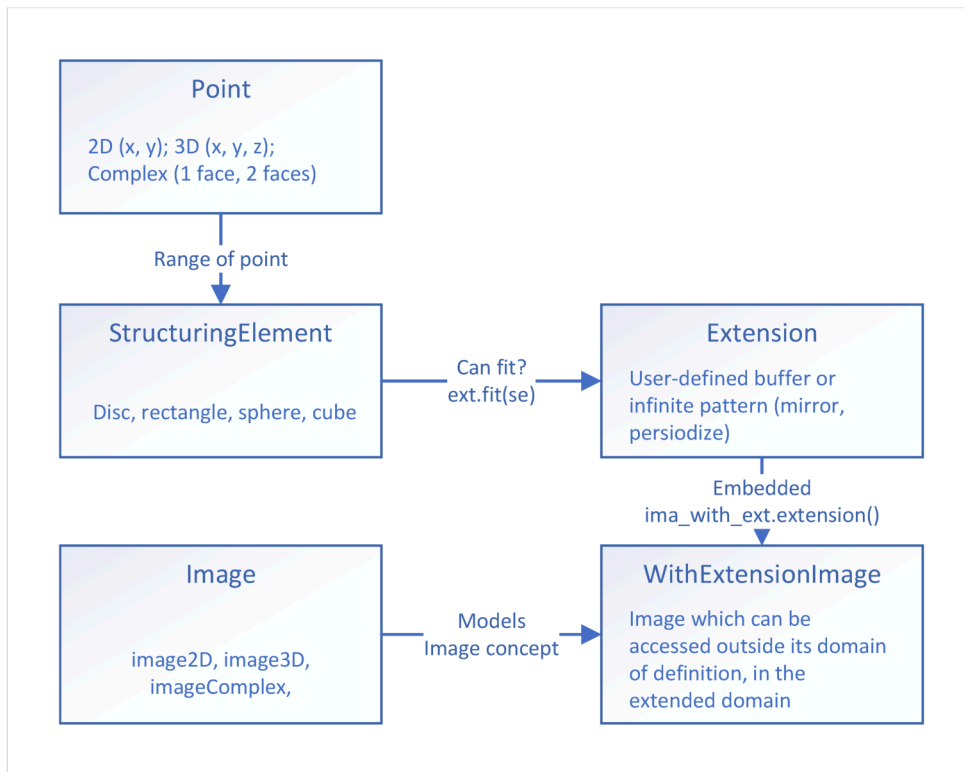 Point
2D (x, y); 3D (x, y, z);
Complex (1 face, 2 faces)
Range of point
StructuringElement
Disc, rectangle, sphere, cube
Can fit?
ext.fit(se)
Extension
User-defined buffer or
infinite pattern (mirror,
persiodize)
Embedded
ima_with_ext.extension()
Image
image2D, image3D,
imageComplex,
Models
Image concept
WithExtensionImage
Image which can be
accessed outside its domain
of definition, in the
extended domain